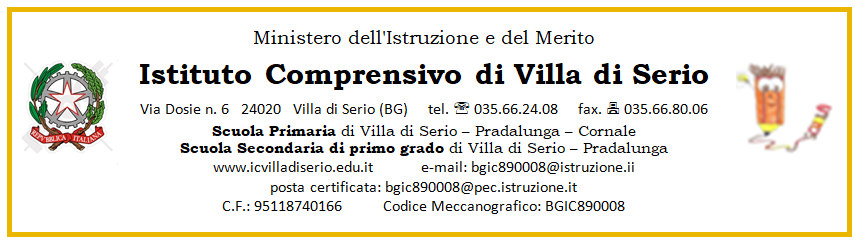 Ministero dell'Istruzione e del Merito
Istituto Comprensivo di Villa di Serio
Via Dosie n. 6 24020 Villa di Serio (BG) tel. ☏ 035.66.24.08 fax. 035.66.80.06
Scuola Primaria di Villa di Serio – Pradalunga – Cornale
Scuola Secondaria di primo grado di Villa di Serio – Pradalunga
www.icvilladiserio.edu.it e-mail: bgic890008@istruzione.ii
posta certificata: bgic890008@pec.istruzione.it
C.F.: 95118740166 Codice Meccanografico: BGIC890008
REPVBBLICA ITALIANA